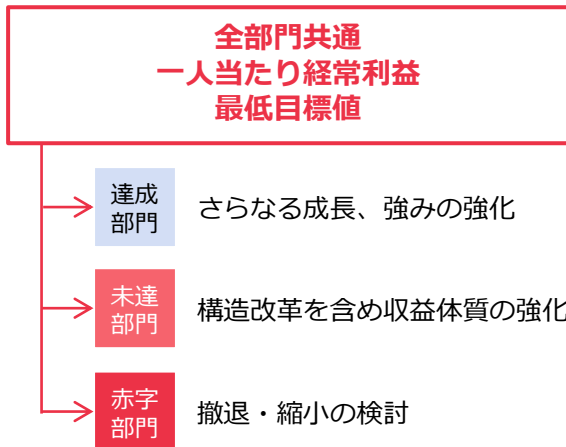 全部門共通
一人当たり経常利益
最低目標値
達成
部門
さらなる成長、強みの強化
未達
部門
構造改革を含め収益体質の強化
赤字
部門
撤退・縮小の検討